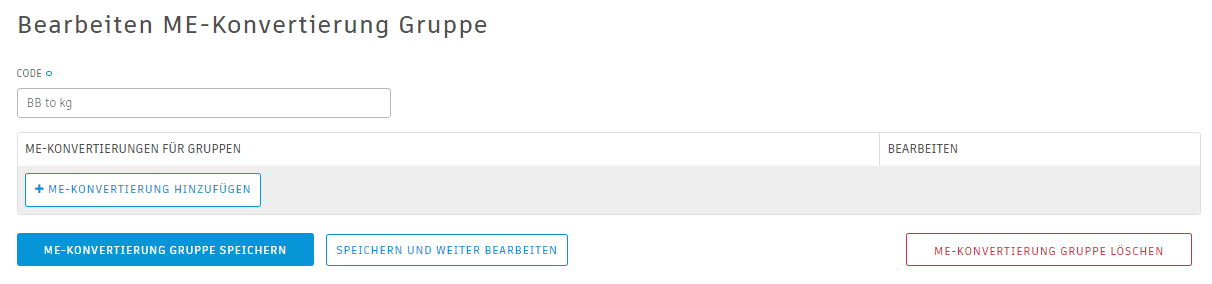 Bearbeiten ME-Konvertierung Gruppe
CODE
BB to kg
ME-KONVERTIERUNGEN FÜR GRUPPEN BEARBEITEN
+ ME-KONVERTIERUNG HINZUFÜGEN
ME-KONVERTIERUNG GRUPPE SPEICHERN SPEICHERN UND WEITER BEARBEITEN ME-KONVERTIERUNG GRUPPE LÖSCHEN